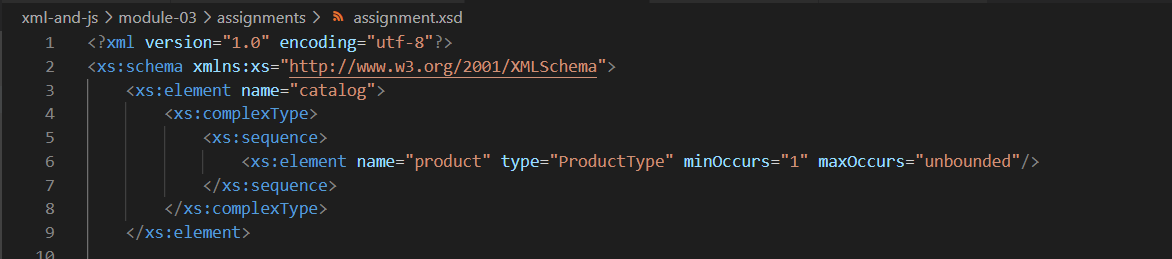 xml-and-js > module-03 > assignments > assignment.xsd
1 <?xml version="1.0" encoding="utf-8"?>
2 <xs:schema xmlns:xs="http://www.w3.org/2001/XMLSchema">
3 <xs:element name="catalog">
4 <xs:complexType>
5 <xs:sequence>
6 <xs:element name="product" type="ProductType" minOccurs="1" maxOccurs="unbounded"/>
7 </xs:sequence>
8 </xs:complexType>
9 </xs:element>
10